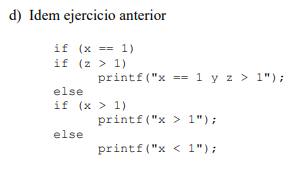 d) Idem ejercicio anterior
if (x == 1)
if (z > 1)
printf("x == 1 y z > 1");
else
if (x > 1)
printf("x > 1");
else
printf("x < 1");